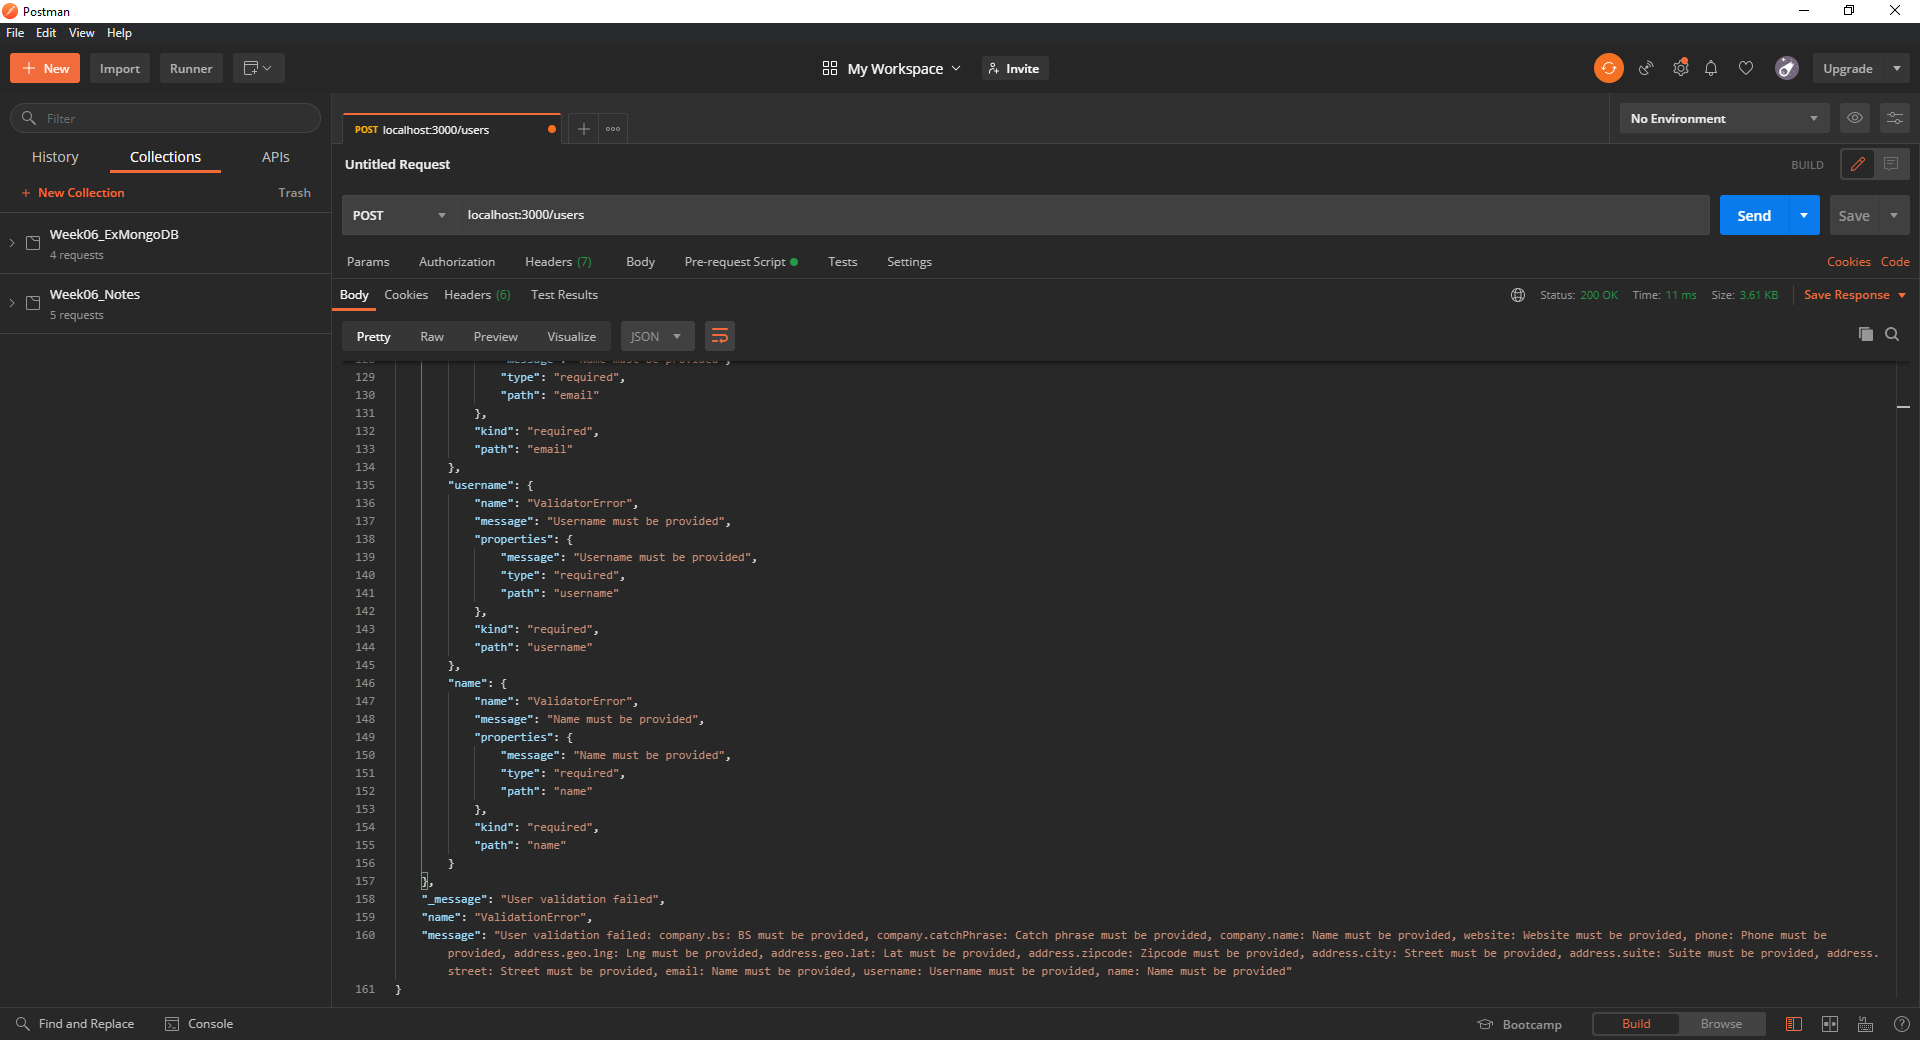 Postman
File Edit View Help
New Import Runner My Workspace Invite Upgrade
Filter
History Collections APIs
New Collection Trash
Week06_ExMongoDB
4 requests
Week06_Notes
5 requests
POST localhost:3000/users
No Environment
Untitled Request
BUILD
POST localhost:3000/users Send Save
Params Authorization Headers (7) Body Pre-request Script Tests Settings Cookies Code
Body Cookies Headers (6) Test Results Status: 200 OK Time: 11 ms Size: 3.61 KB Save Response
Pretty Raw Preview Visualize JSON
128 "message": "Name must be provided",
129 "type": "required",
130 "path": "email"
131 },
132 "kind": "required",
133 "path": "email"
134 },
135 "username": {
136 "name": "ValidatorError",
137 "message": "Username must be provided",
138 "properties": {
139 "message": "Username must be provided",
140 "type": "required",
141 "path": "username"
142 },
143 "kind": "required",
144 "path": "username"
145 },
146 "name": {
147 "name": "ValidatorError",
148 "message": "Name must be provided",
149 "properties": {
150 "message": "Name must be provided",
151 "type": "required",
152 "path": "name"
153 },
154 "kind": "required",
155 "path": "name"
156 }
157 },
158 "_message": "User validation failed",
159 "name": "ValidationError",
160 "message": "User validation failed: company.bs: BS must be provided, company.catchPhrase: Catch phrase must be provided, company.name: Name must be provided, website: Website must be provided, phone: Phone must be
provided, address.geo.lng: Lng must be provided, address.geo.lat: Lat must be provided, address.zipcode: Zipcode must be provided, address.city: Street must be provided, address.suite: Suite must be provided, address.
street: Street must be provided, email: Name must be provided, username: Username must be provided, name: Name must be provided"
161 }
Find and Replace Console Bootcamp Build Browse